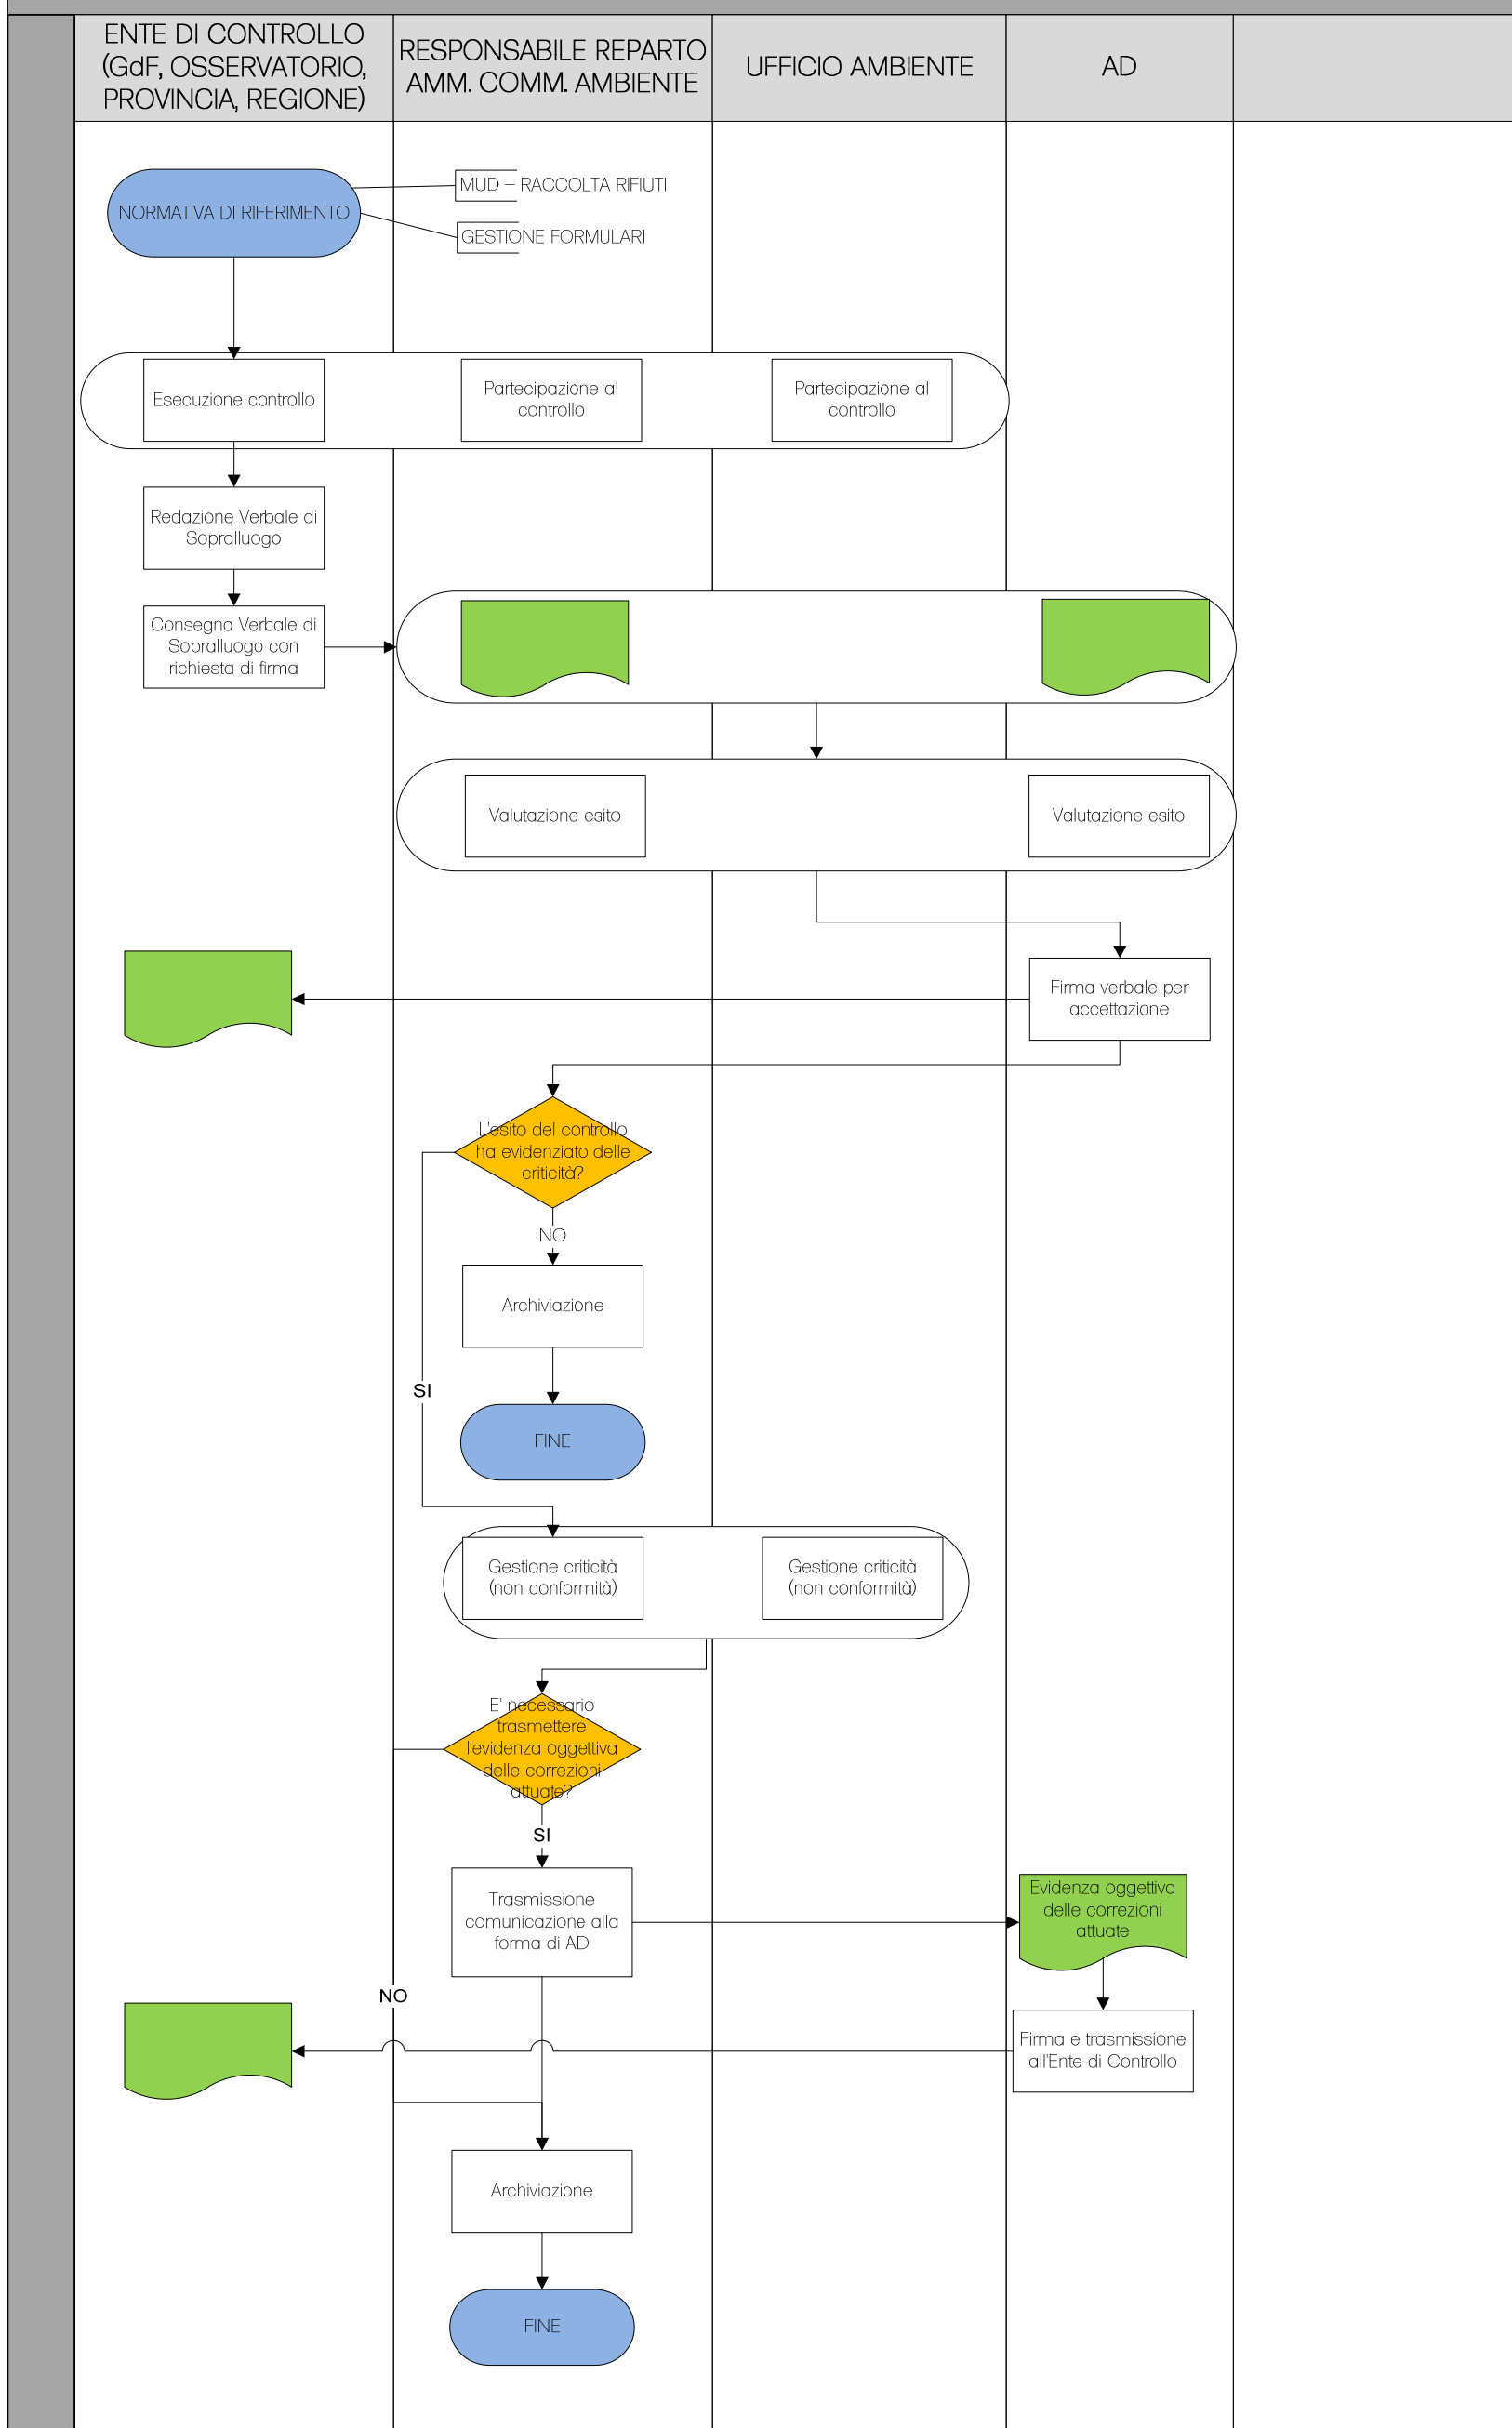 ENTE DI CONTROLLO
(GdF, OSSERVATORIO,
PROVINCIA, REGIONE)
RESPONSABILE REPARTO
AMM. COMM. AMBIENTE
UFFICIO AMBIENTE
AD
NORMATIVA DI RIFERIMENTO
MUD – RACCOLTA RIFIUTI
GESTIONE FORMULARI
Esecuzione controllo
Partecipazione al
controllo
Partecipazione al
controllo
Redazione Verbale di
Sopralluogo
Consegna Verbale di
Sopralluogo con
richiesta di firma
Valutazione esito
Valutazione esito
Firma verbale per
accettazione
L'esito del controllo
ha evidenziato delle
criticità?
NO
Archiviazione
SI
FINE
Gestione criticità
(non conformità)
Gestione criticità
(non conformità)
E' necessario
trasmettere
l'evidenza oggettiva
delle correzioni
attuate?
SI
Trasmissione
comunicazione alla
forma di AD
Evidenza oggettiva
delle correzioni
attuate
NO
Firma e trasmissione
all'Ente di Controllo
Archiviazione
FINE